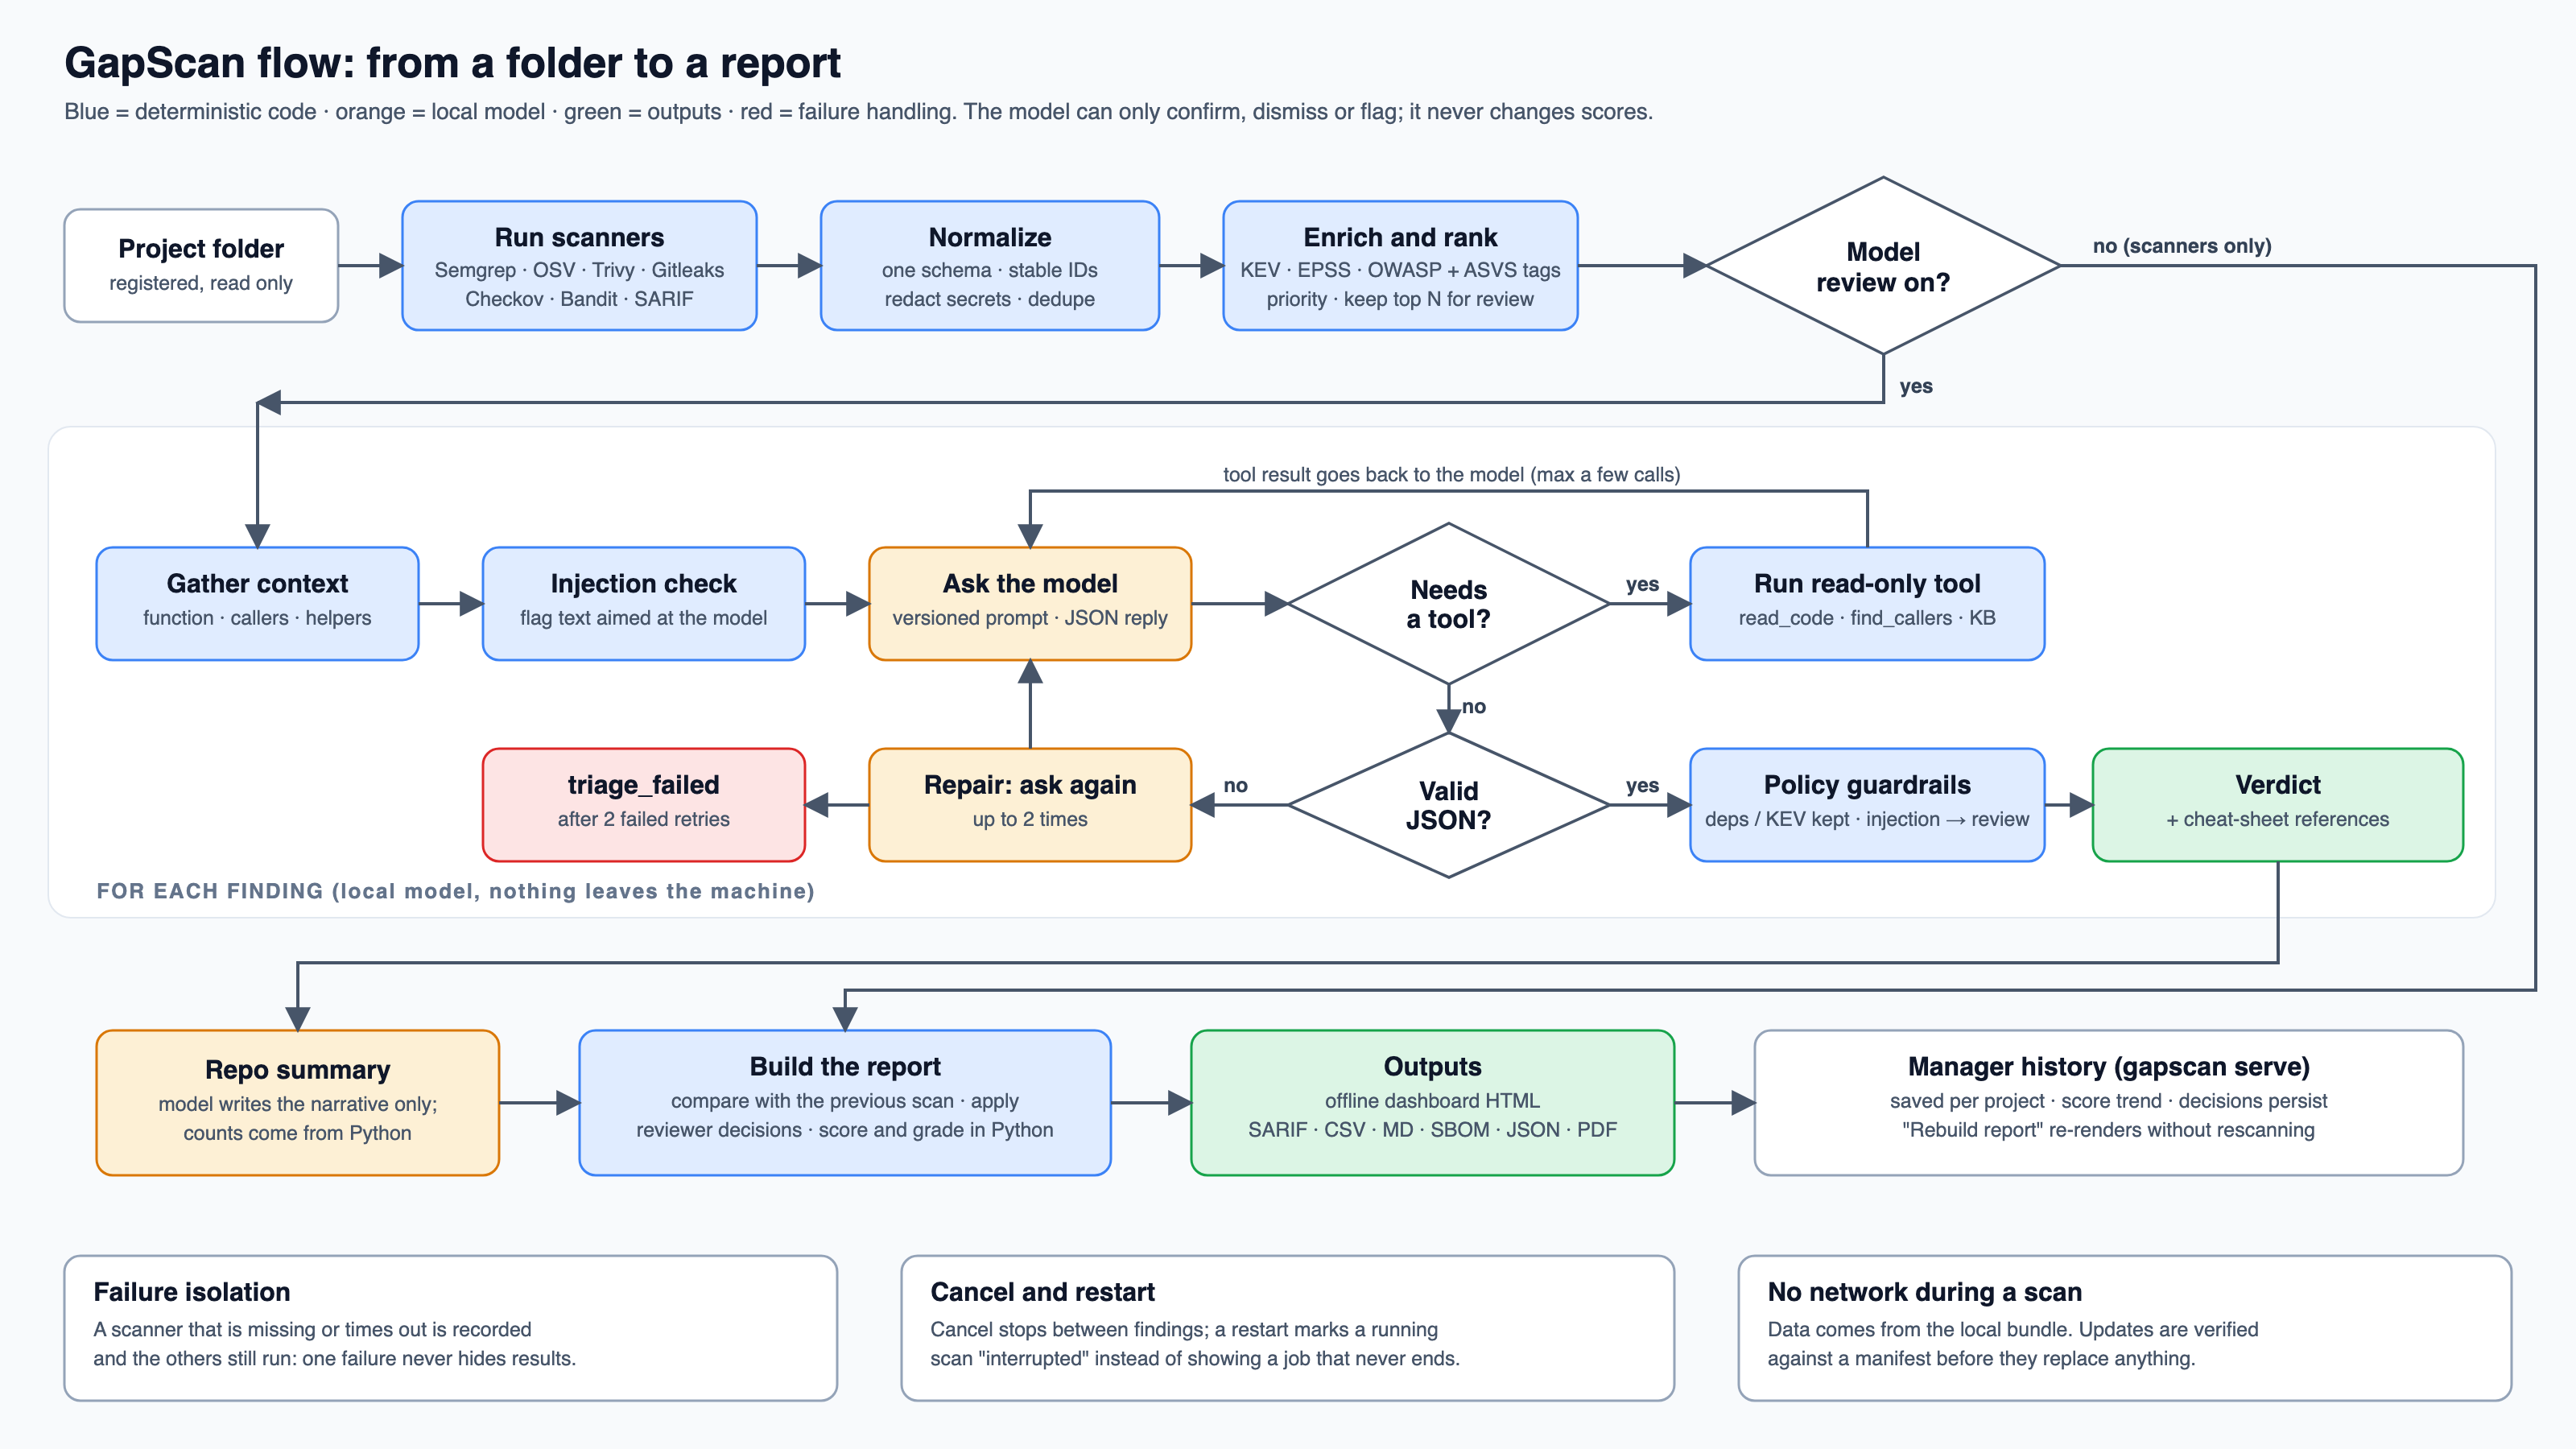 GapScan flow: from a folder to a report
Blue = deterministic code · orange = local model · green = outputs · red = failure handling. The model can only confirm, dismiss or flag; it never changes scores.
Project folder
registered, read only
Run scanners
Semgrep · OSV · Trivy · Gitleaks
Checkov · Bandit · SARIF
Normalize
one schema · stable IDs
redact secrets · dedupe
Enrich and rank
KEV · EPSS · OWASP + ASVS tags
priority · keep top N for review
Model
review on?
no (scanners only)
yes
tool result goes back to the model (max a few calls)
Gather context
function · callers · helpers
Injection check
flag text aimed at the model
Ask the model
versioned prompt · JSON reply
Needs
a tool?
yes
Run read-only tool
read_code · find_callers · KB
no
triage_failed
after 2 failed retries
Repair: ask again
up to 2 times
no
Valid
JSON?
yes
Policy guardrails
deps / KEV kept · injection → review
Verdict
+ cheat-sheet references
FOR EACH FINDING (local model, nothing leaves the machine)
Repo summary
model writes the narrative only;
counts come from Python
Build the report
compare with the previous scan · apply
reviewer decisions · score and grade in Python
Outputs
offline dashboard HTML
SARIF · CSV · MD · SBOM · JSON · PDF
Manager history (gapscan serve)
saved per project · score trend · decisions persist
"Rebuild report" re-renders without rescanning
Failure isolation
A scanner that is missing or times out is recorded
and the others still run: one failure never hides results.
Cancel and restart
Cancel stops between findings; a restart marks a running
scan "interrupted" instead of showing a job that never ends.
No network during a scan
Data comes from the local bundle. Updates are verified
against a manifest before they replace anything.